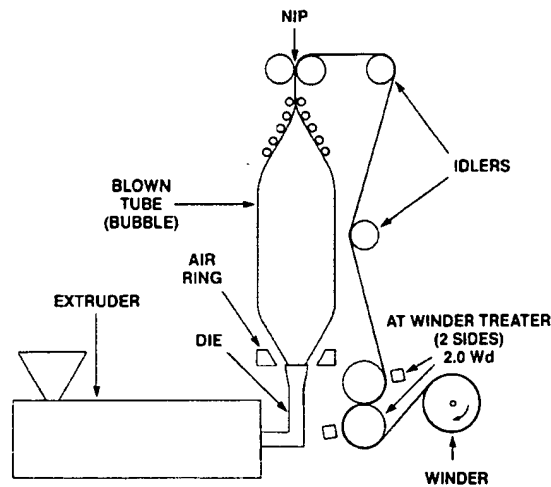 NIP
IDLERS
BLOWN
TUBE
(BUBBLE)
AIR
RING
EXTRUDER
DIE
AT WINDER TREATER
(2 SIDES)
2.0 Wd
WINDER